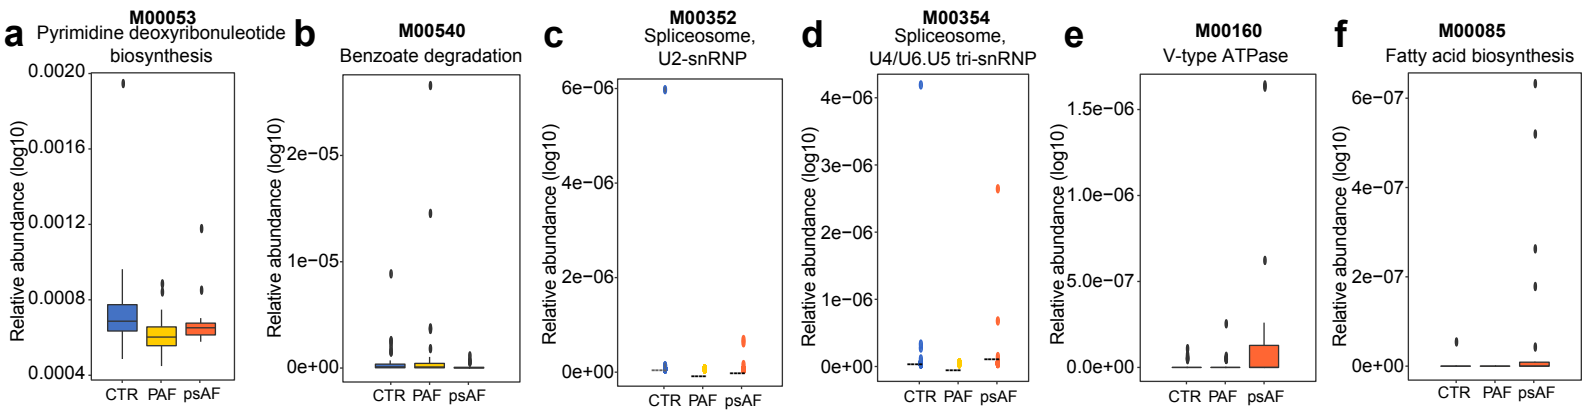 a
M00053
Pyrimidine deoxyribonuleotide
biosynthesis
Relative abundance (log10)
0.0020
0.0016
0.0012
0.0008
0.0004
CTR PAF psAF
b
M00540
Benzoate degradation
Relative abundance (log10)
2e−05
1e−05
0e+00
CTR PAF psAF
c
M00352
Spliceosome,
U2-snRNP
Relative abundance (log10)
6e−06
4e−06
2e−06
0e+00
CTR PAF psAF
d
M00354
Spliceosome,
U4/U6.U5 tri-snRNP
Relative abundance (log10)
4e−06
3e−06
2e−06
1e−06
0e+00
CTR PAF psAF
e
M00160
V-type ATPase
Relative abundance (log10)
1.5e−06
1.0e−06
5.0e−07
0.0e+00
CTR PAF psAF
f
M00085
Fatty acid biosynthesis
Relative abundance (log10)
6e−07
4e−07
2e−07
0e+00
CTR PAF psAF